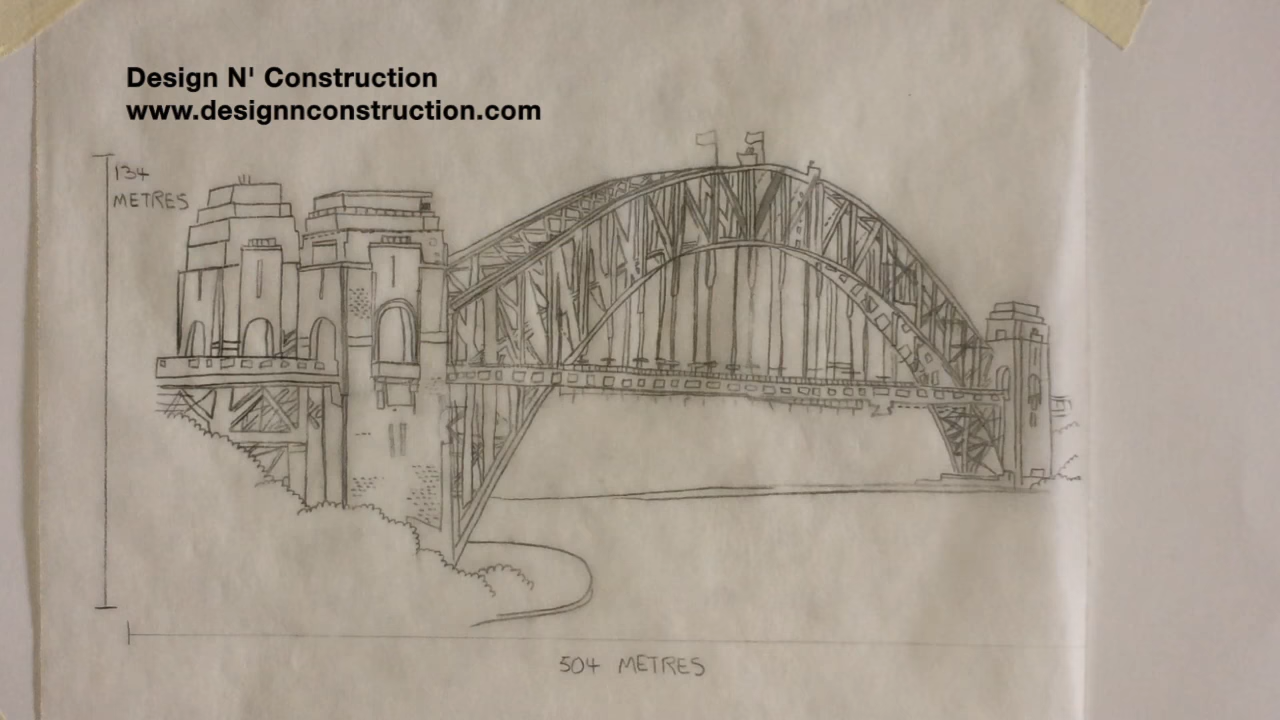 Design N' Construction
www.designnconstruction.com
134
METRES
504 METRES